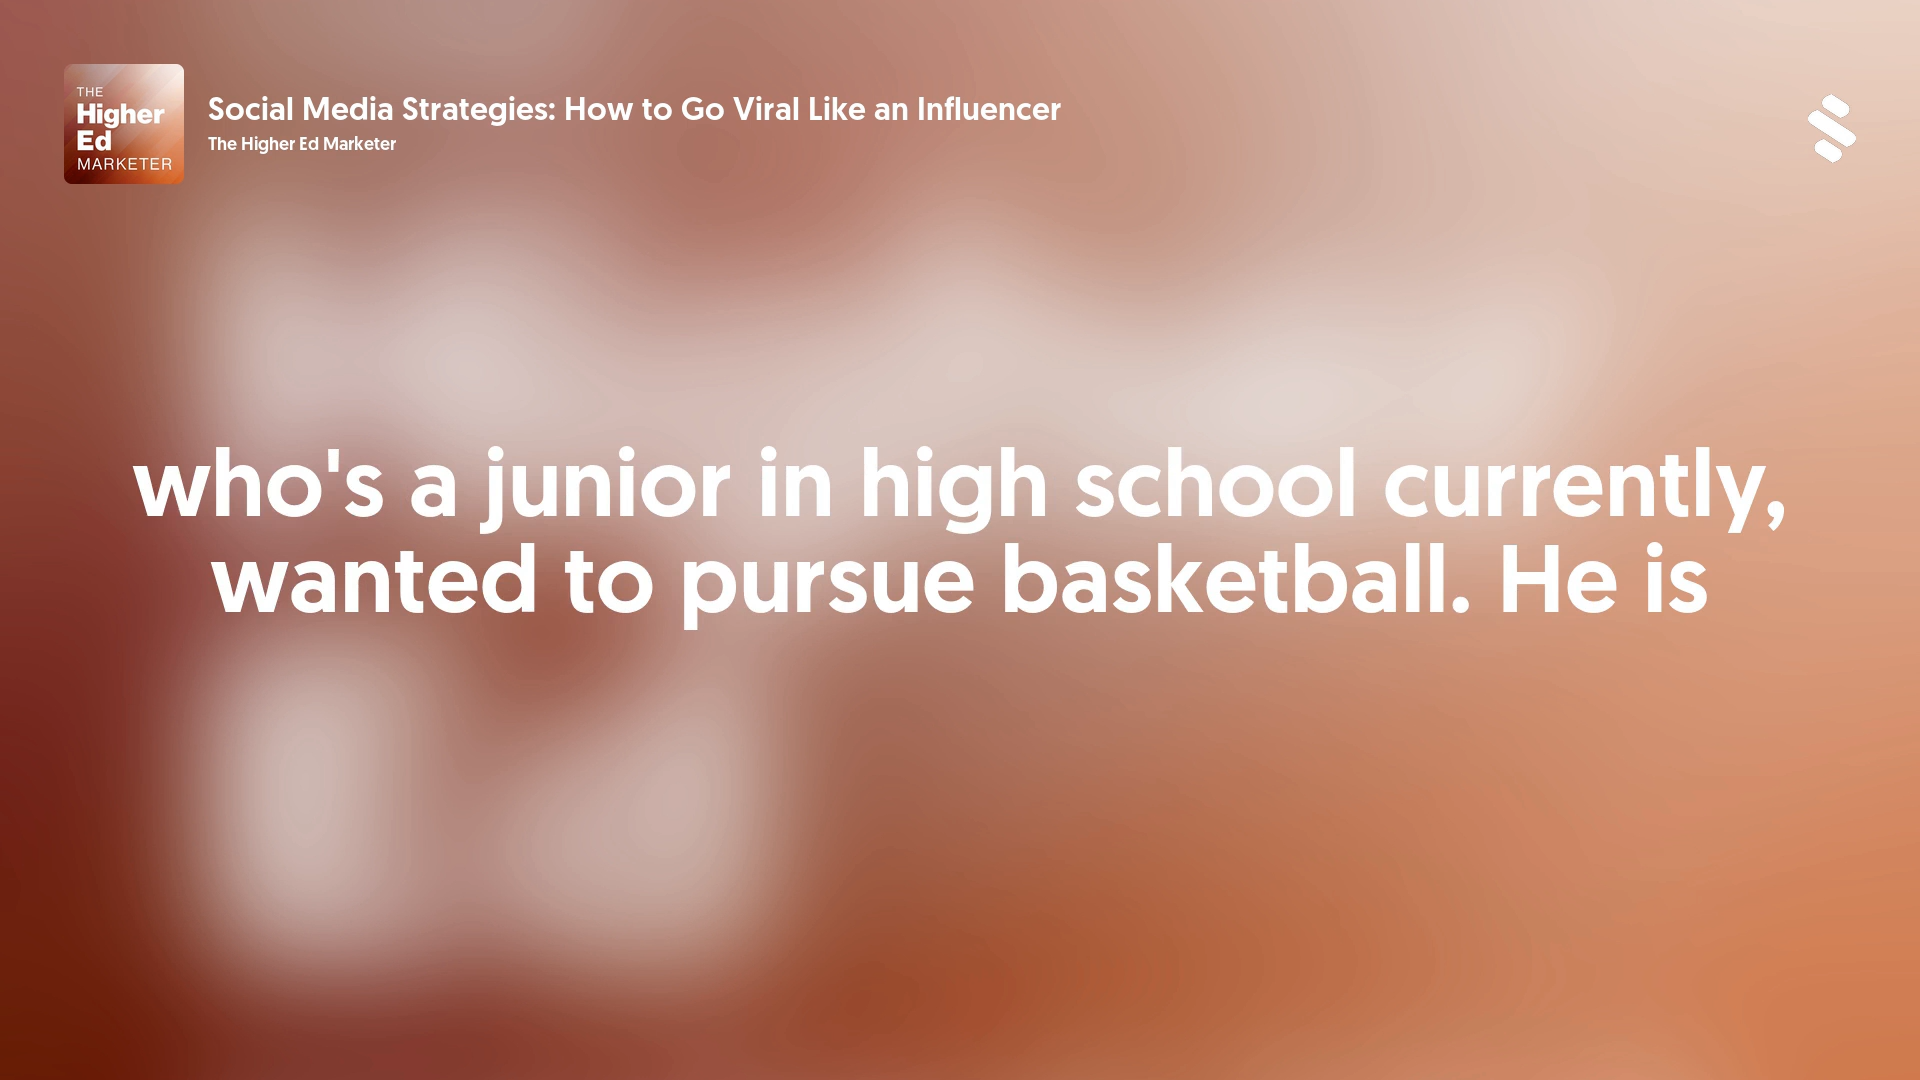 THE
Higher
Ed
MARKETER
Social Media Strategies: How to Go Viral Like an Influencer
The Higher Ed Marketer
who's a junior in high school currently,
wanted to pursue basketball. He is